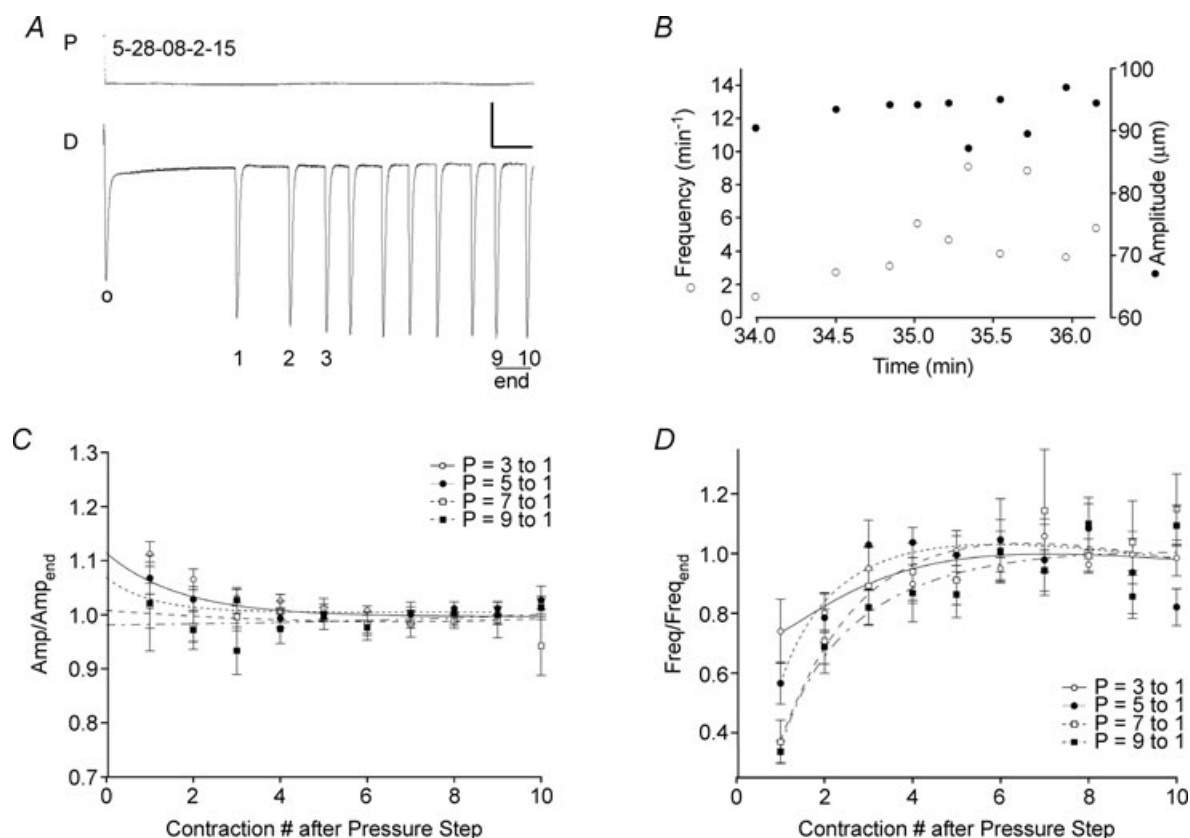 A
P
5-28-08-2-15
D
o
1 2 3 9 10
end
B
Frequency (min⁻¹)
14
12
10
8
6
4
2
0
100
90
80
70
60
Amplitude (μm)
34.0 34.5 35.0 35.5 36.0
Time (min)
C
Amp/Amp_end
1.3
1.2
1.1
1.0
0.9
0.8
0.7
P = 3 to 1
P = 5 to 1
P = 7 to 1
P = 9 to 1
0 2 4 6 8 10
Contraction # after Pressure Step
D
Freq/Freq_end
1.2
1.0
0.8
0.6
0.4
P = 3 to 1
P = 5 to 1
P = 7 to 1
P = 9 to 1
0 2 4 6 8 10
Contraction # after Pressure Step